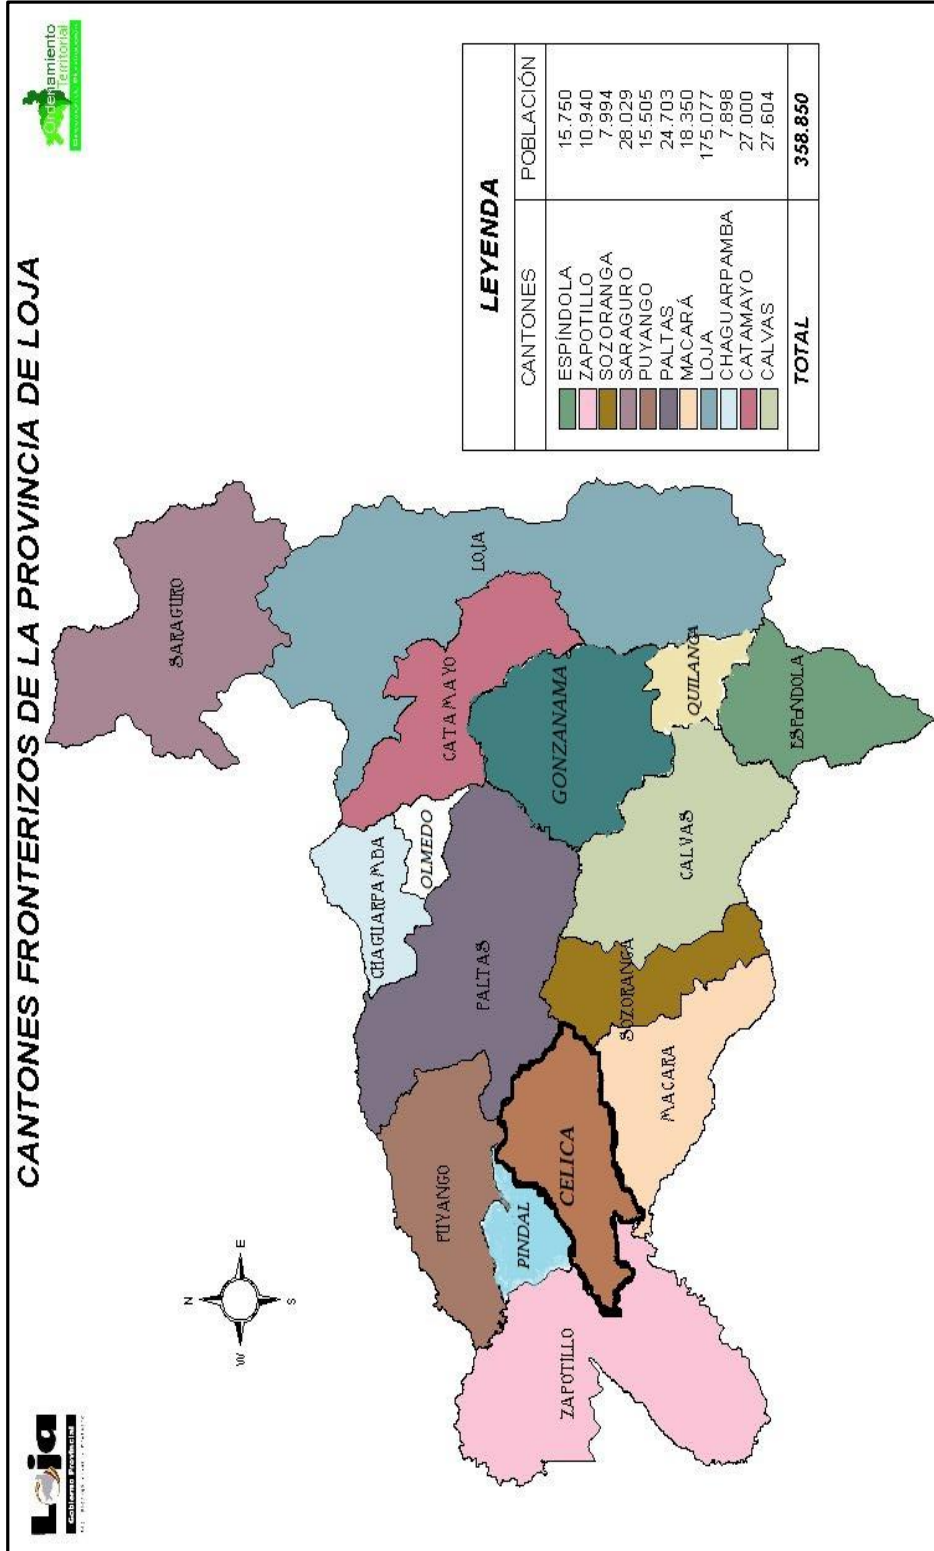 CANTONES FRONTERIZOS DE LA PROVINCIA DE LOJA
Loja
Gobierno Provincial
Ordenamiento
Territorial
N
W E
S
SARAGURO
LOJA
CATAMAYO
CHAGUARPAMBA
OLMEDO
GONZANAMA
PALTAS
QUILANGA
PUYANGO
CALVAS
ESPINDOLA
SOZORANGA
PINDAL
CELICA
MACARA
ZAPOTILLO
LEYENDA
CANTONES POBLACIÓN
ESPÍNDOLA 15.750
ZAPOTILLO 10.940
SOZORANGA 7.994
SARAGURO 28.029
PUYANGO 15.505
PALTAS 24.703
MACARÁ 18.350
LOJA 175.077
CHAGUARPAMBA 7.898
CATAMAYO 27.000
CALVAS 27.604
TOTAL 358.850